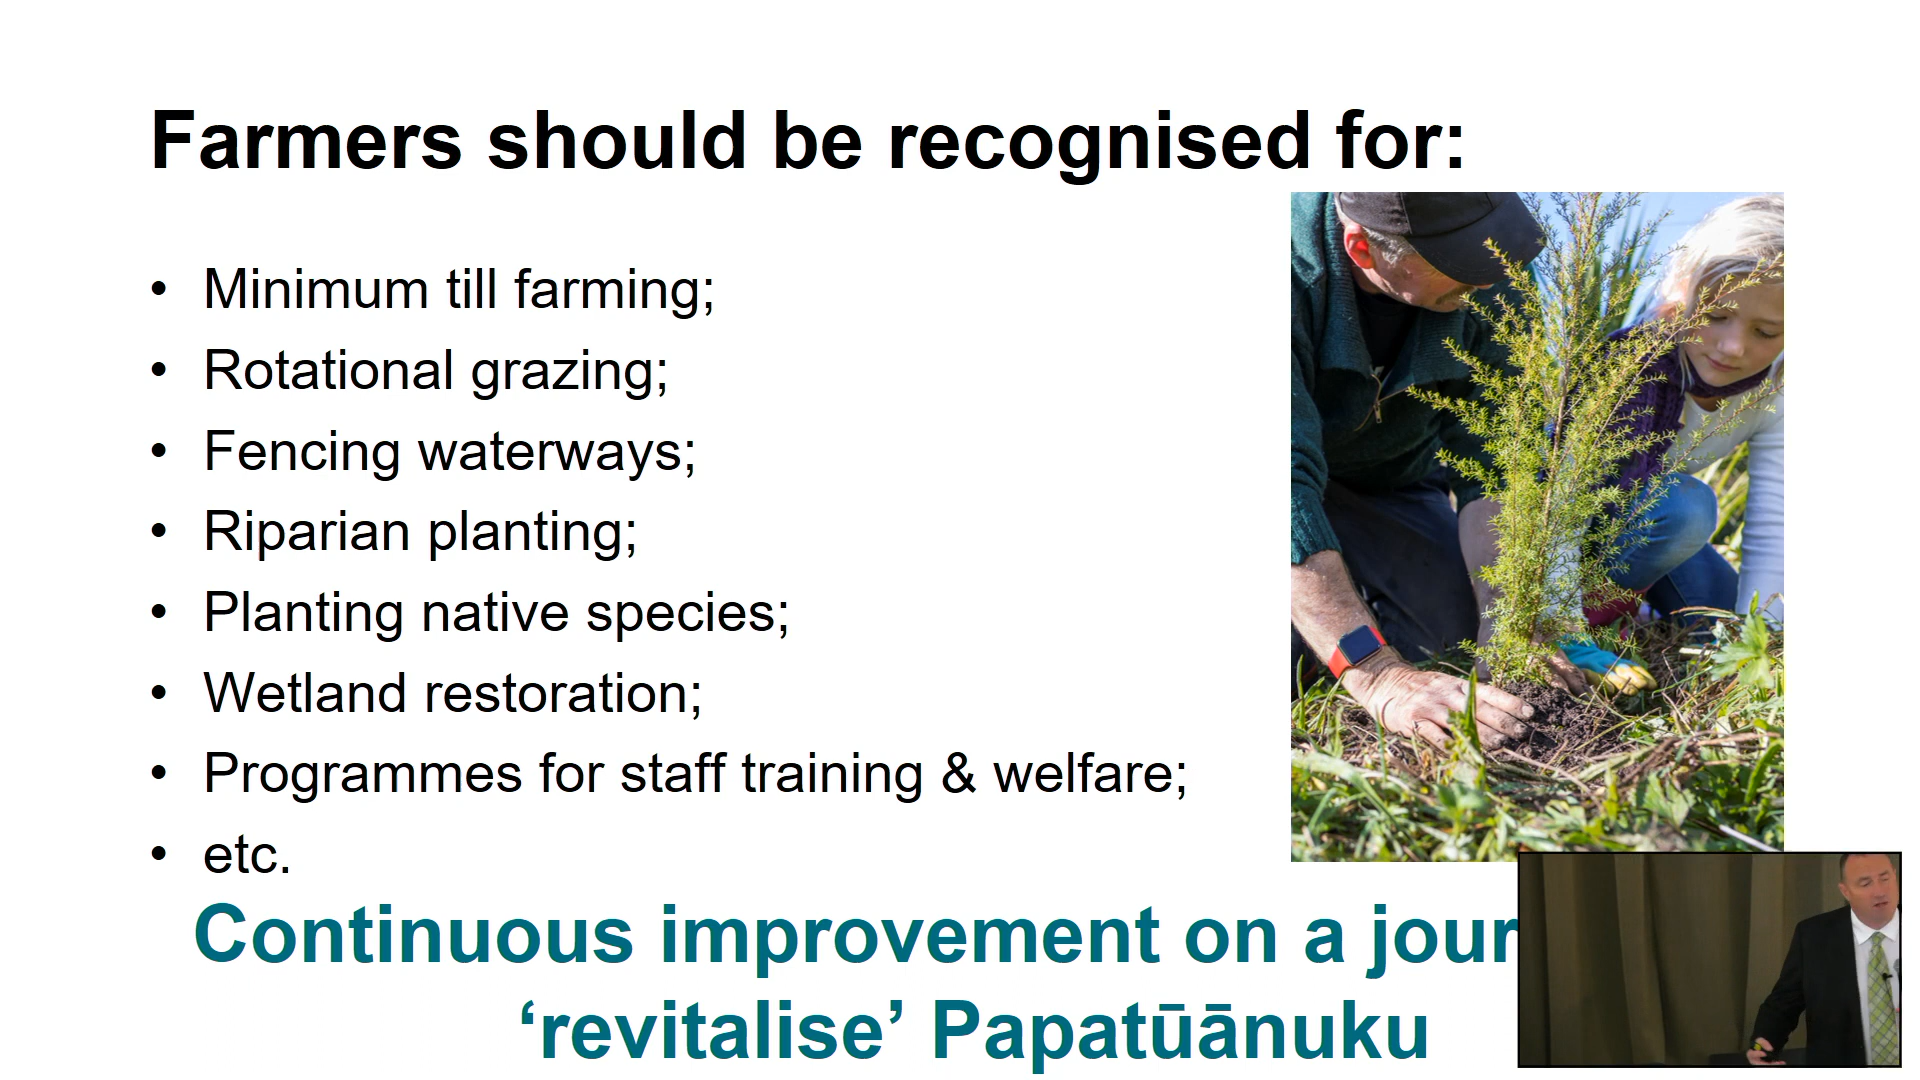 Farmers should be recognised for:
• Minimum till farming;
• Rotational grazing;
• Fencing waterways;
• Riparian planting;
• Planting native species;
• Wetland restoration;
• Programmes for staff training & welfare;
• etc.
Continuous improvement on a jour
‘revitalise’ Papatūānuku